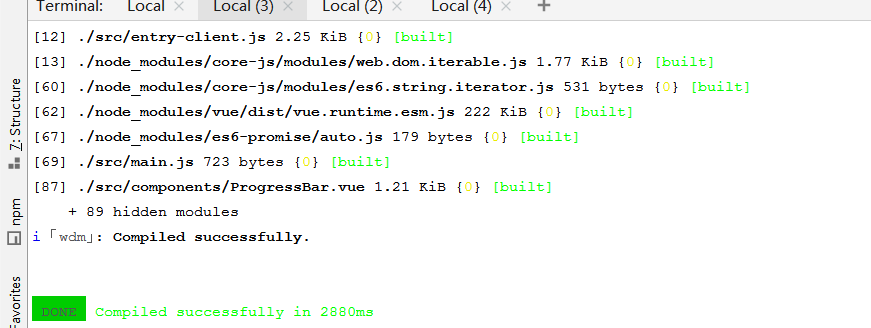 Terminal: Local × Local (3) × Local (2) × Local (4) × +
[12] ./src/entry-client.js 2.25 KiB {0} [built]
[13] ./node_modules/core-js/modules/web.dom.iterable.js 1.77 KiB {0} [built]
[60] ./node_modules/core-js/modules/es6.string.iterator.js 531 bytes {0} [built]
[62] ./node_modules/vue/dist/vue.runtime.esm.js 222 KiB {0} [built]
[67] ./node_modules/es6-promise/auto.js 179 bytes {0} [built]
[69] ./src/main.js 723 bytes {0} [built]
[87] ./src/components/ProgressBar.vue 1.21 KiB {0} [built]
+ 89 hidden modules
i 「wdm」: Compiled successfully.
DONE Compiled successfully in 2880ms
7: Structure
npm
Favorites